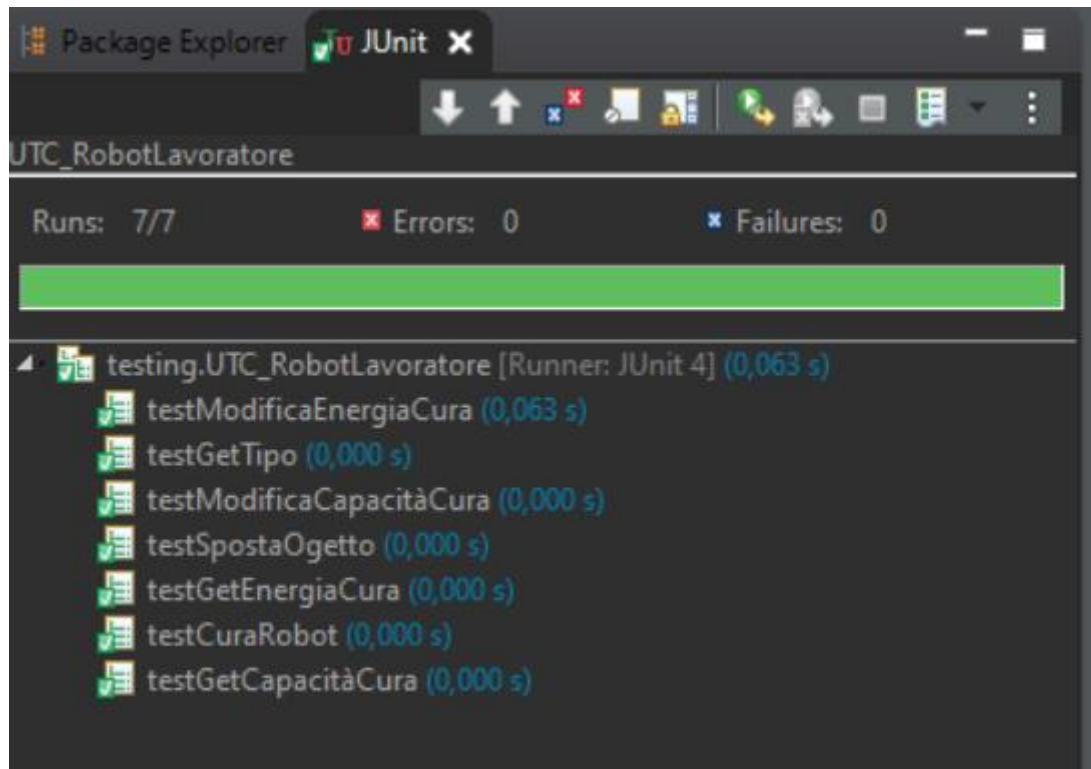 Package Explorer JUnit
UTC_RobotLavoratore
Runs: 7/7 Errors: 0 Failures: 0
testing.UTC_RobotLavoratore [Runner: JUnit 4] (0,063 s)
testModificaEnergiaCura (0,063 s)
testGetTipo (0,000 s)
testModificaCapacitàCura (0,000 s)
testSpostaOgetto (0,000 s)
testGetEnergiaCura (0,000 s)
testCuraRobot (0,000 s)
testGetCapacitàCura (0,000 s)